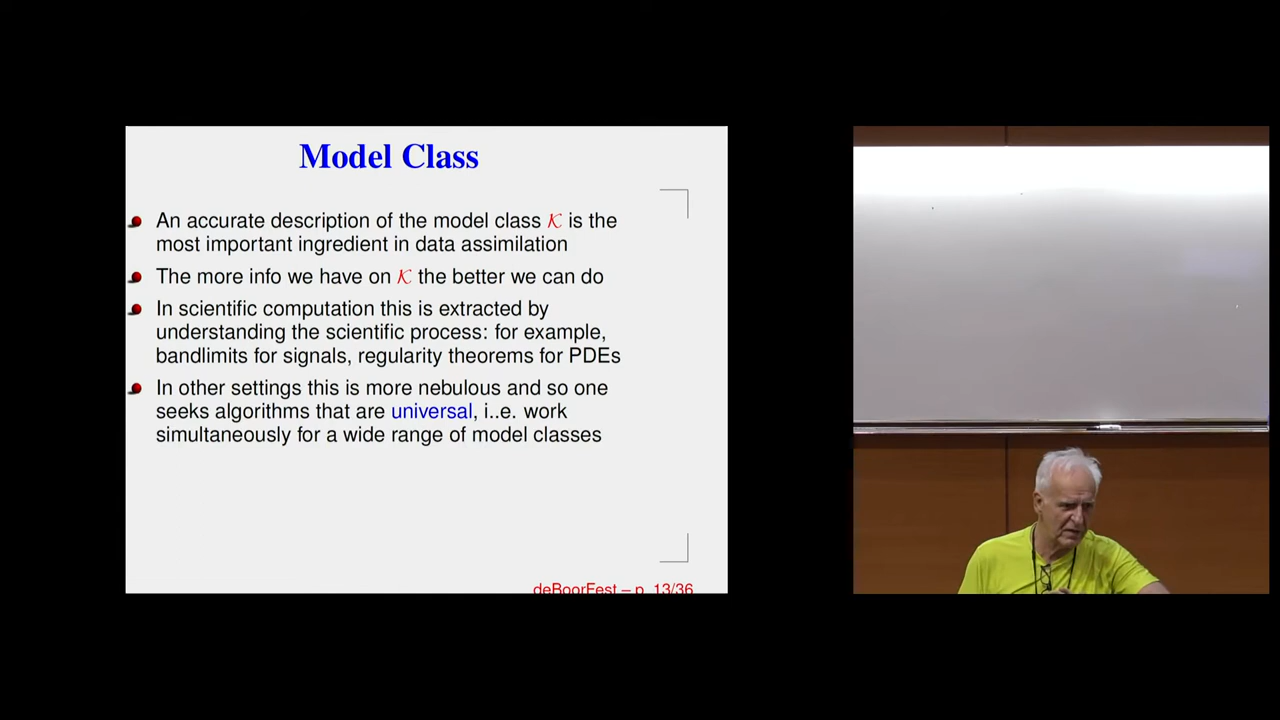 Model Class
An accurate description of the model class 𝒦 is the
most important ingredient in data assimilation
The more info we have on 𝒦 the better we can do
In scientific computation this is extracted by
understanding the scientific process: for example,
bandlimits for signals, regularity theorems for PDEs
In other settings this is more nebulous and so one
seeks algorithms that are universal, i..e. work
simultaneously for a wide range of model classes
deBoorFest – p. 13/36